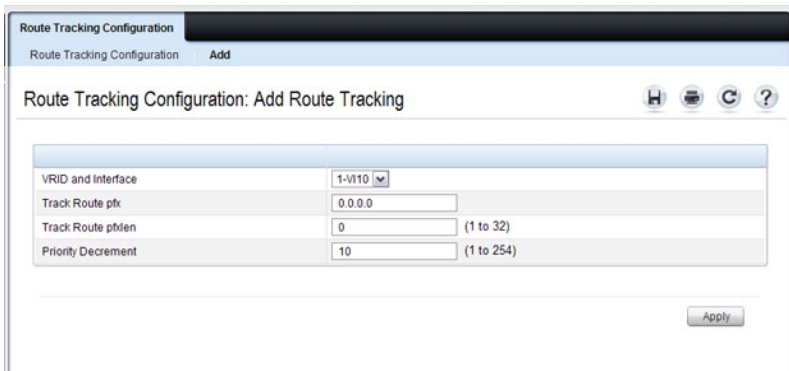 Route Tracking Configuration
Route Tracking Configuration Add
Route Tracking Configuration: Add Route Tracking
VRID and Interface 1-Vl10
Track Route pfx 0.0.0.0
Track Route pfxlen 0 (1 to 32)
Priority Decrement 10 (1 to 254)
Apply